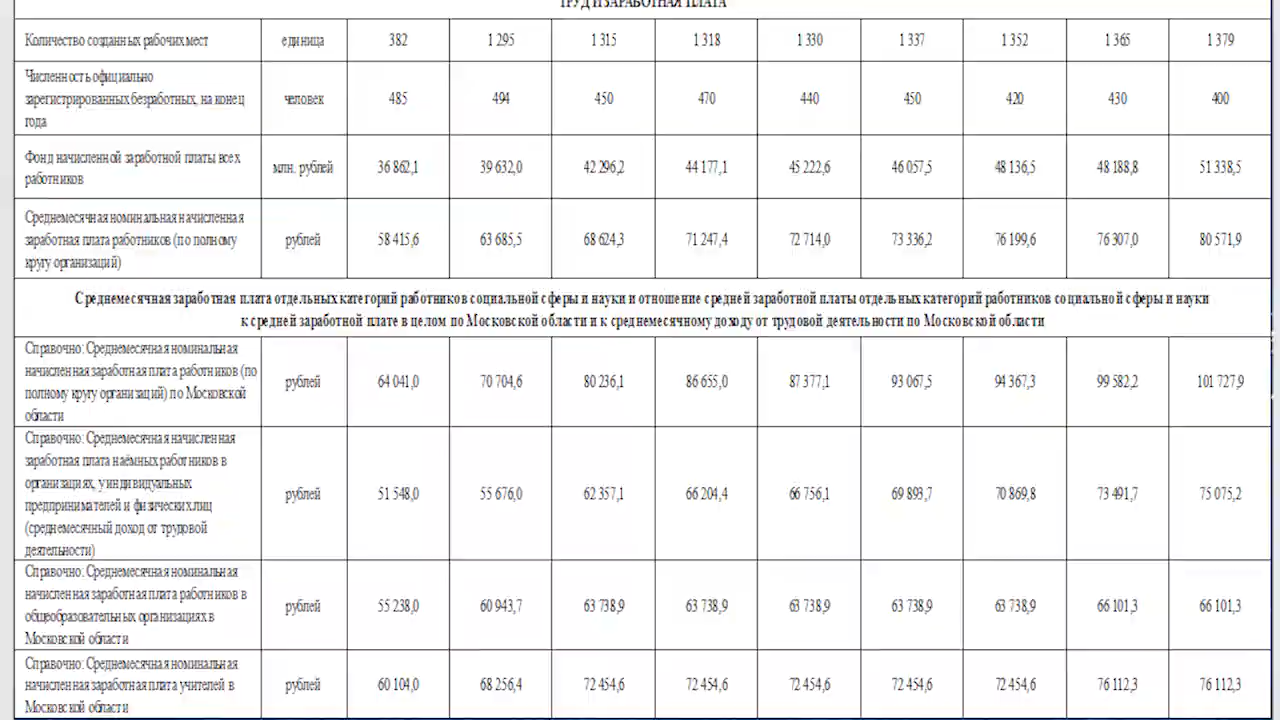 ТРУД И ЗАРАБОТНАЯ ПЛАТА
Количество созданных рабочих мест единица 382 1 295 1 315 1 318 1 330 1 337 1 352 1 365 1 379
Численность официально
зарегистрированных безработных, на конец
года
человек 485 494 450 470 440 450 420 430 400
Фонд начисленной заработной платы всех
работников
млн. рублей 36 862,1 39 632,0 42 296,2 44 177,1 45 222,6 46 057,5 48 136,5 48 188,8 51 338,5
Среднемесячная номинальная начисленная
заработная плата работников (по полному
кругу организаций)
рублей 58 415,6 63 685,5 68 624,3 71 247,4 72 714,0 73 336,2 76 199,6 76 307,0 80 571,9
Среднемесячная заработная плата отдельных категорий работников социальной сферы и науки и отношение средней заработной платы отдельных категорий работников социальной сферы и науки
к средней заработной плате в целом по Московской области и к среднемесячному доходу от трудовой деятельности по Московской области
Справочно: Среднемесячная номинальная
начисленная заработная плата работников (по
полному кругу организаций) по Московской
области
рублей 64 041,0 70 704,6 80 236,1 86 655,0 87 377,1 93 067,5 94 367,3 99 582,2 101 727,9
Справочно: Среднемесячная начисленная
заработная плата наёмных работников в
организациях, у индивидуальных
предпринимателей и физических лиц
(среднемесячный доход от трудовой
деятельности)
рублей 51 548,0 55 676,0 62 357,1 66 204,4 66 756,1 69 893,7 70 869,8 73 491,7 75 075,2
Справочно: Среднемесячная номинальная
начисленная заработная плата работников в
общеобразовательных организациях в
Московской области
рублей 55 238,0 60 943,7 63 738,9 63 738,9 63 738,9 63 738,9 63 738,9 66 101,3 66 101,3
Справочно: Среднемесячная номинальная
начисленная заработная плата учителей в
Московской области
рублей 60 104,0 68 256,4 72 454,6 72 454,6 72 454,6 72 454,6 72 454,6 76 112,3 76 112,3